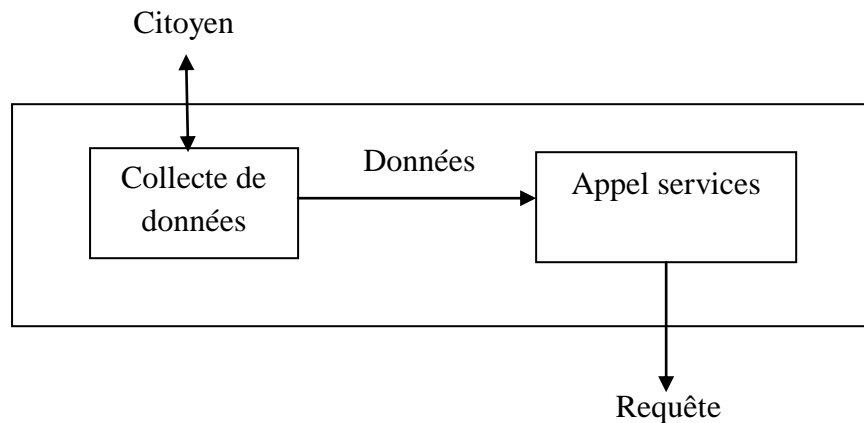 Citoyen
Collecte de
données
Données
Appel services
Requête